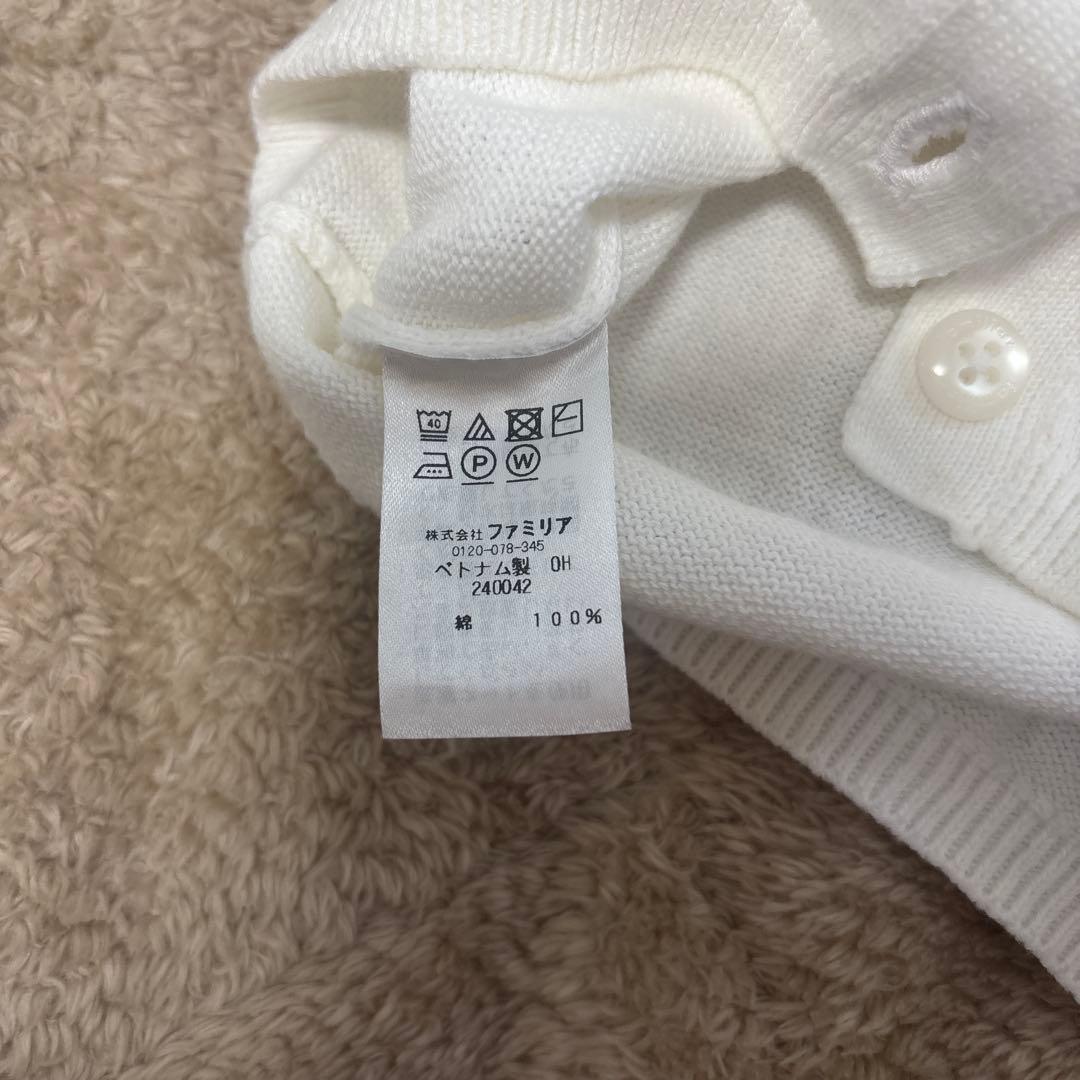 40
P W
株式会社 ファミリア
0120-078-345
ベトナム製 OH
240042
綿 100%